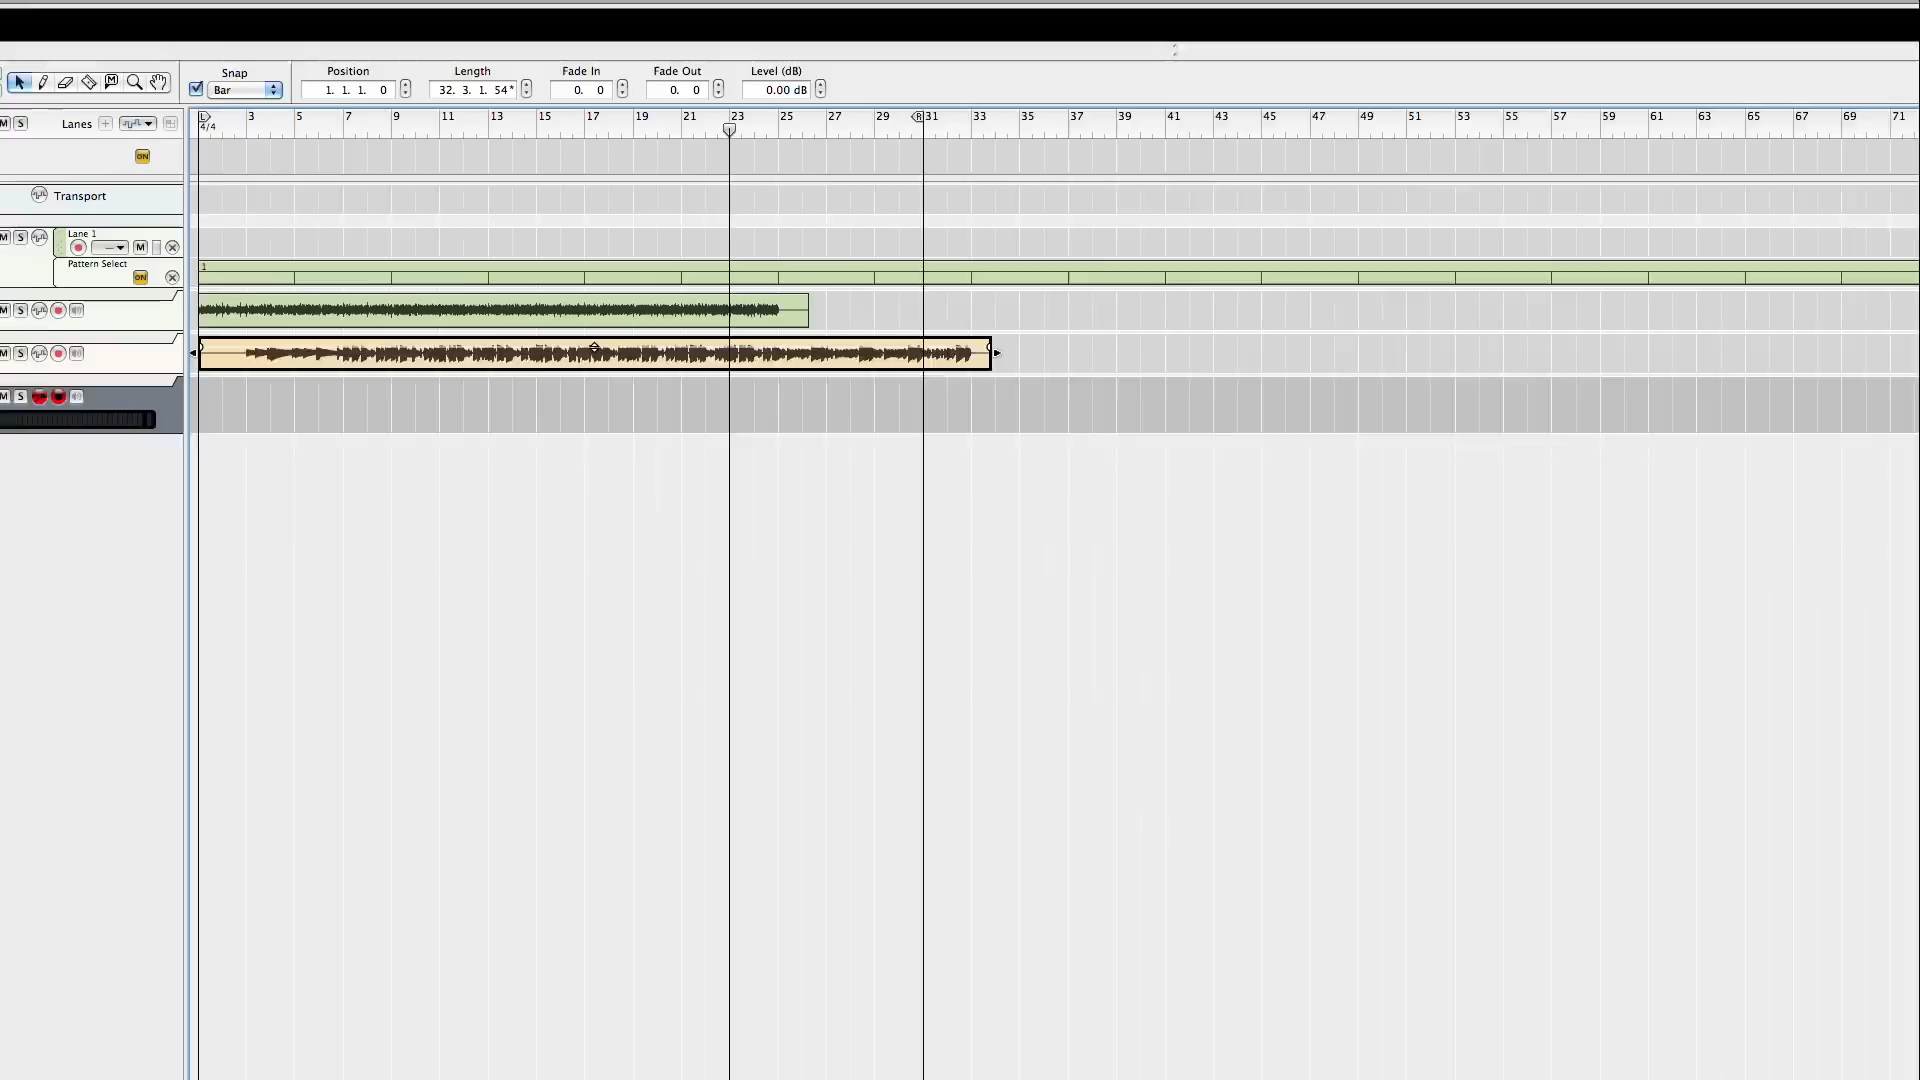 Snap Position Length Fade In Fade Out Level (dB)
Bar 1. 1. 1. 0 32. 3. 1. 54* 0. 0 0. 0 0.00 dB
M S Lanes L 3 5 7 9 11 13 15 17 19 21 23 25 27 29 R 31 33 35 37 39 41 43 45 47 49 51 53 55 57 59 61 63 65 67 69 71
4/4
ON
Transport
M S Lane 1
M
Pattern Select 1
ON
M S
M S
M S